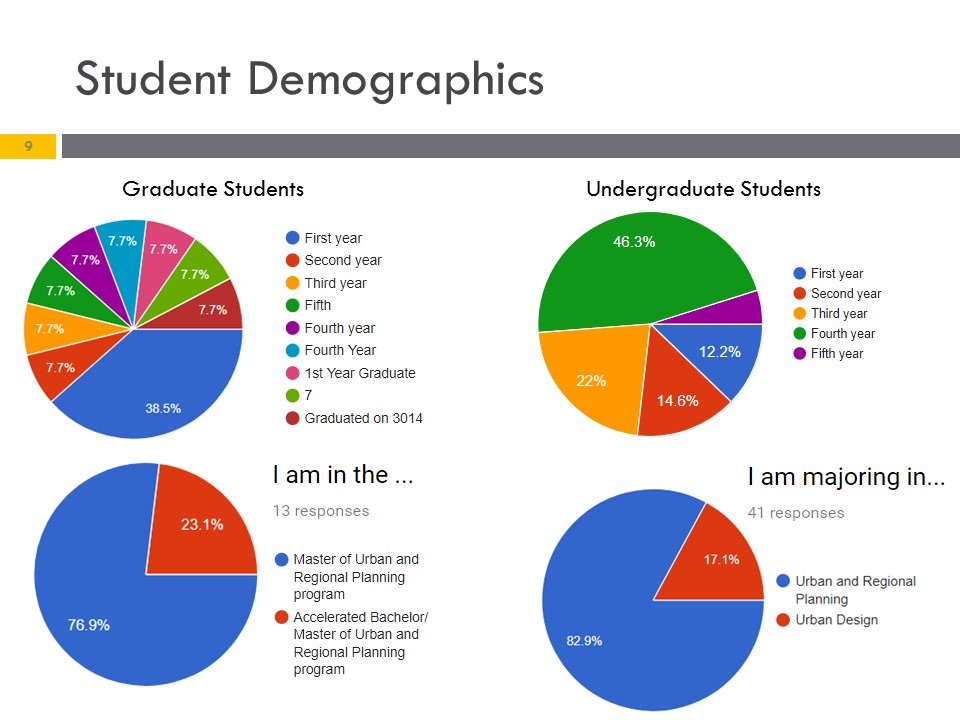 Student Demographics
9
Graduate Students
7.7%
7.7%
7.7%
7.7%
7.7%
7.7%
7.7%
7.7%
38.5%
First year
Second year
Third year
Fifth
Fourth year
Fourth Year
1st Year Graduate
7
Graduated on 3014
Undergraduate Students
46.3%
12.2%
22%
14.6%
First year
Second year
Third year
Fourth year
Fifth year
I am in the ...
13 responses
23.1%
76.9%
Master of Urban and
Regional Planning
program
Accelerated Bachelor/
Master of Urban and
Regional Planning
program
I am majoring in...
41 responses
17.1%
82.9%
Urban and Regional
Planning
Urban Design